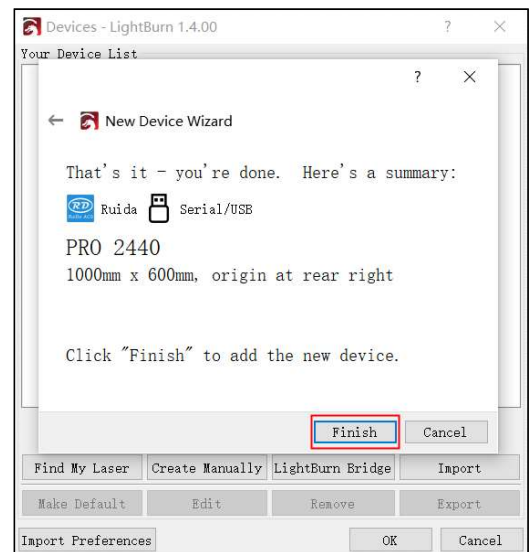 Devices - LightBurn 1.4.00 ? ×
Your Device List
? ×
← New Device Wizard
That's it - you're done. Here's a summary:
RD Ruida Serial/USB
PRO 2440
1000mm x 600mm, origin at rear right
Click "Finish" to add the new device.
Finish Cancel
Find My Laser Create Manually LightBurn Bridge Import
Make Default Edit Remove Export
Import Preferences OK Cancel